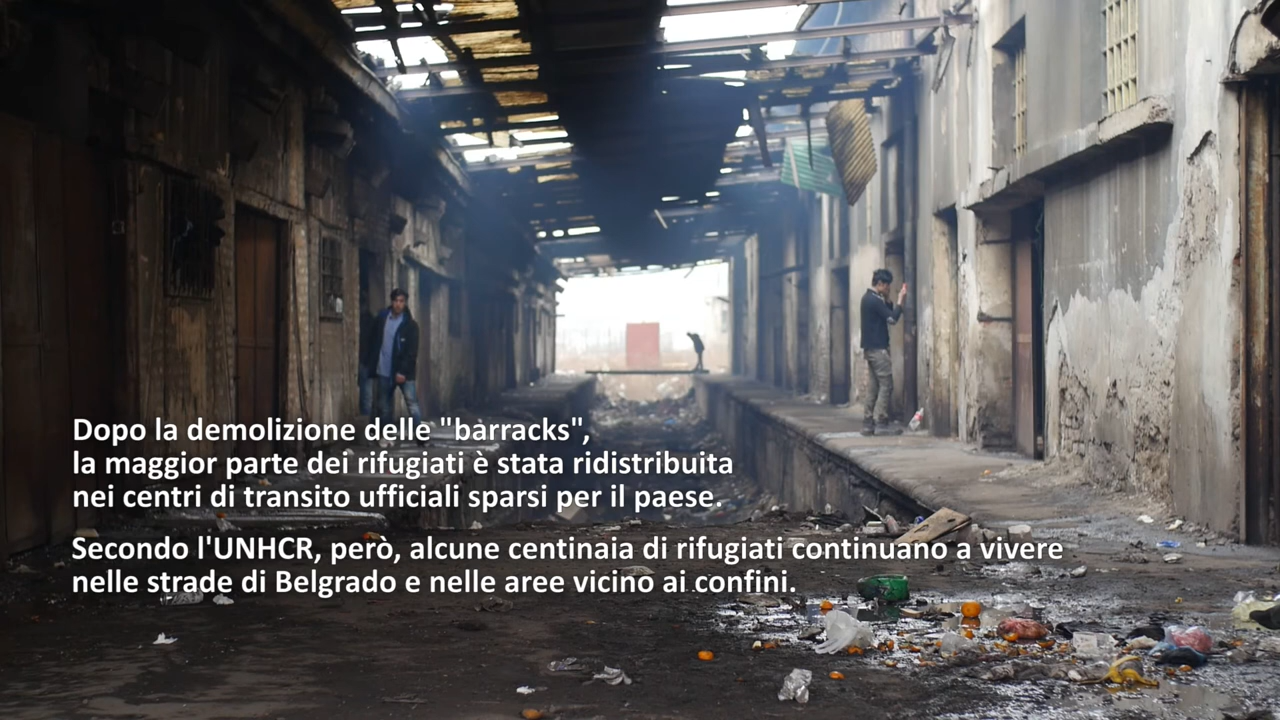 Dopo la demolizione delle "barracks",
la maggior parte dei rifugiati è stata ridistribuita
nei centri di transito ufficiali sparsi per il paese.
Secondo l'UNHCR, però, alcune centinaia di rifugiati continuano a vivere
nelle strade di Belgrado e nelle aree vicino ai confini.